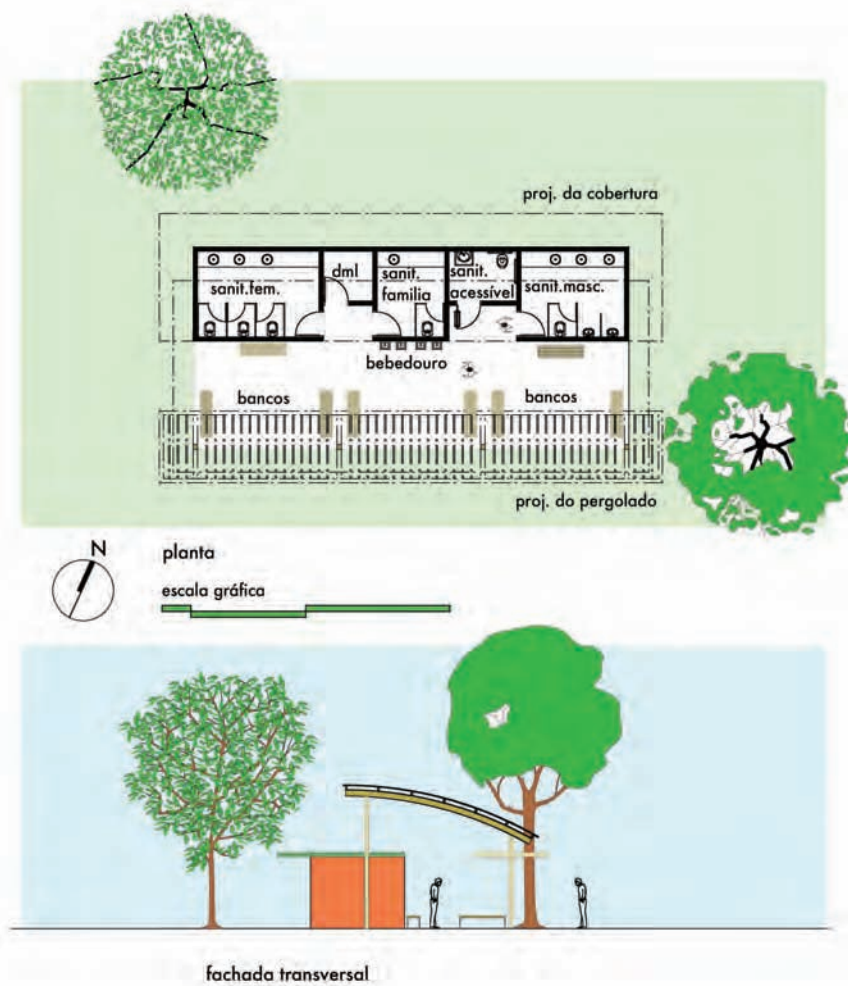 proj. da cobertura
sanit.fem.
dml
sanit.
família
sanit.
acessível
sanit.masc.
bebedouro
bancos
bancos
proj. do pergolado
N
planta
escala gráfica
fachada transversal